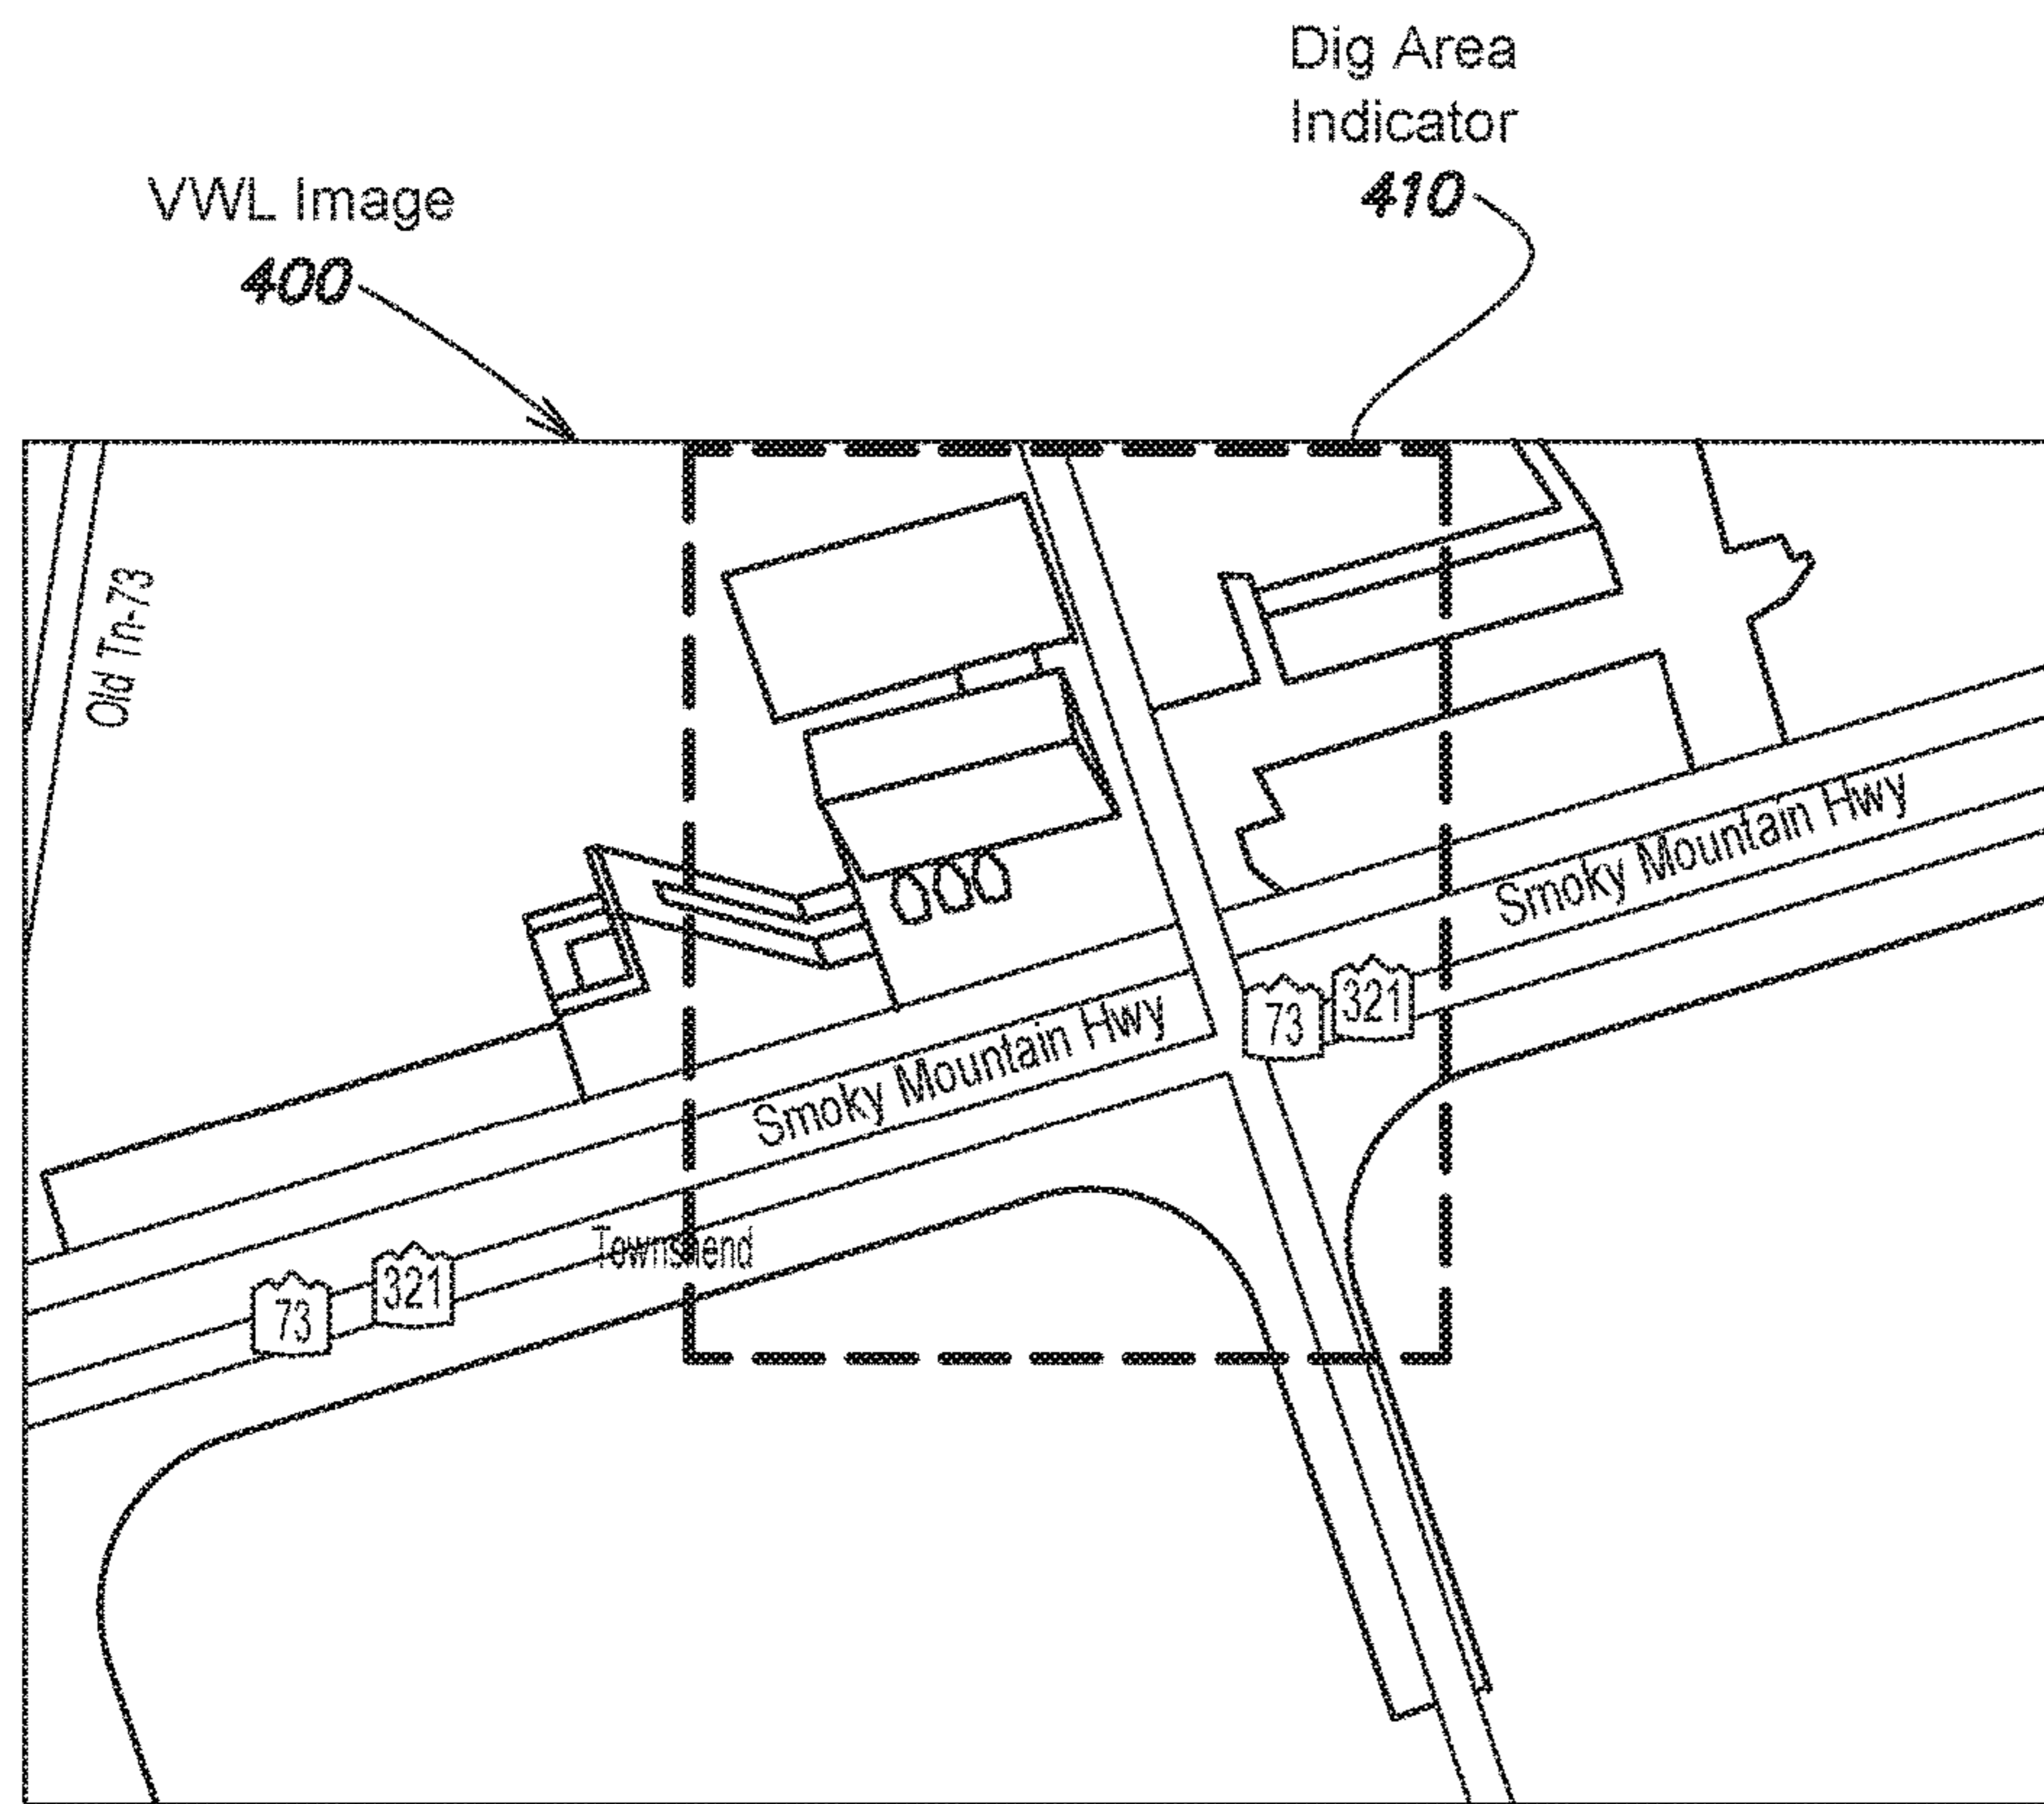 Dig Area
Indicator
410
VWL Image
400
Old Tn-73
Smoky Mountain Hwy
73
321
Smoky Mountain Hwy
Townshend
73
321